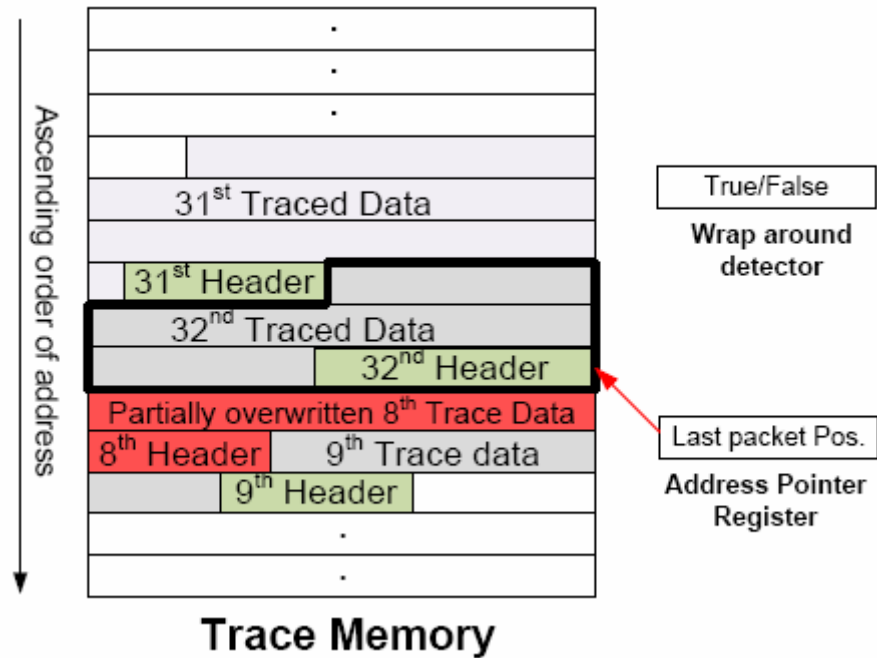 Ascending order of address
.
.
.
31st Traced Data
31st Header
32nd Traced Data
32nd Header
Partially overwritten 8th Trace Data
8th Header
9th Trace data
9th Header
.
.
Trace Memory
True/False
Wrap around
detector
Last packet Pos.
Address Pointer
Register